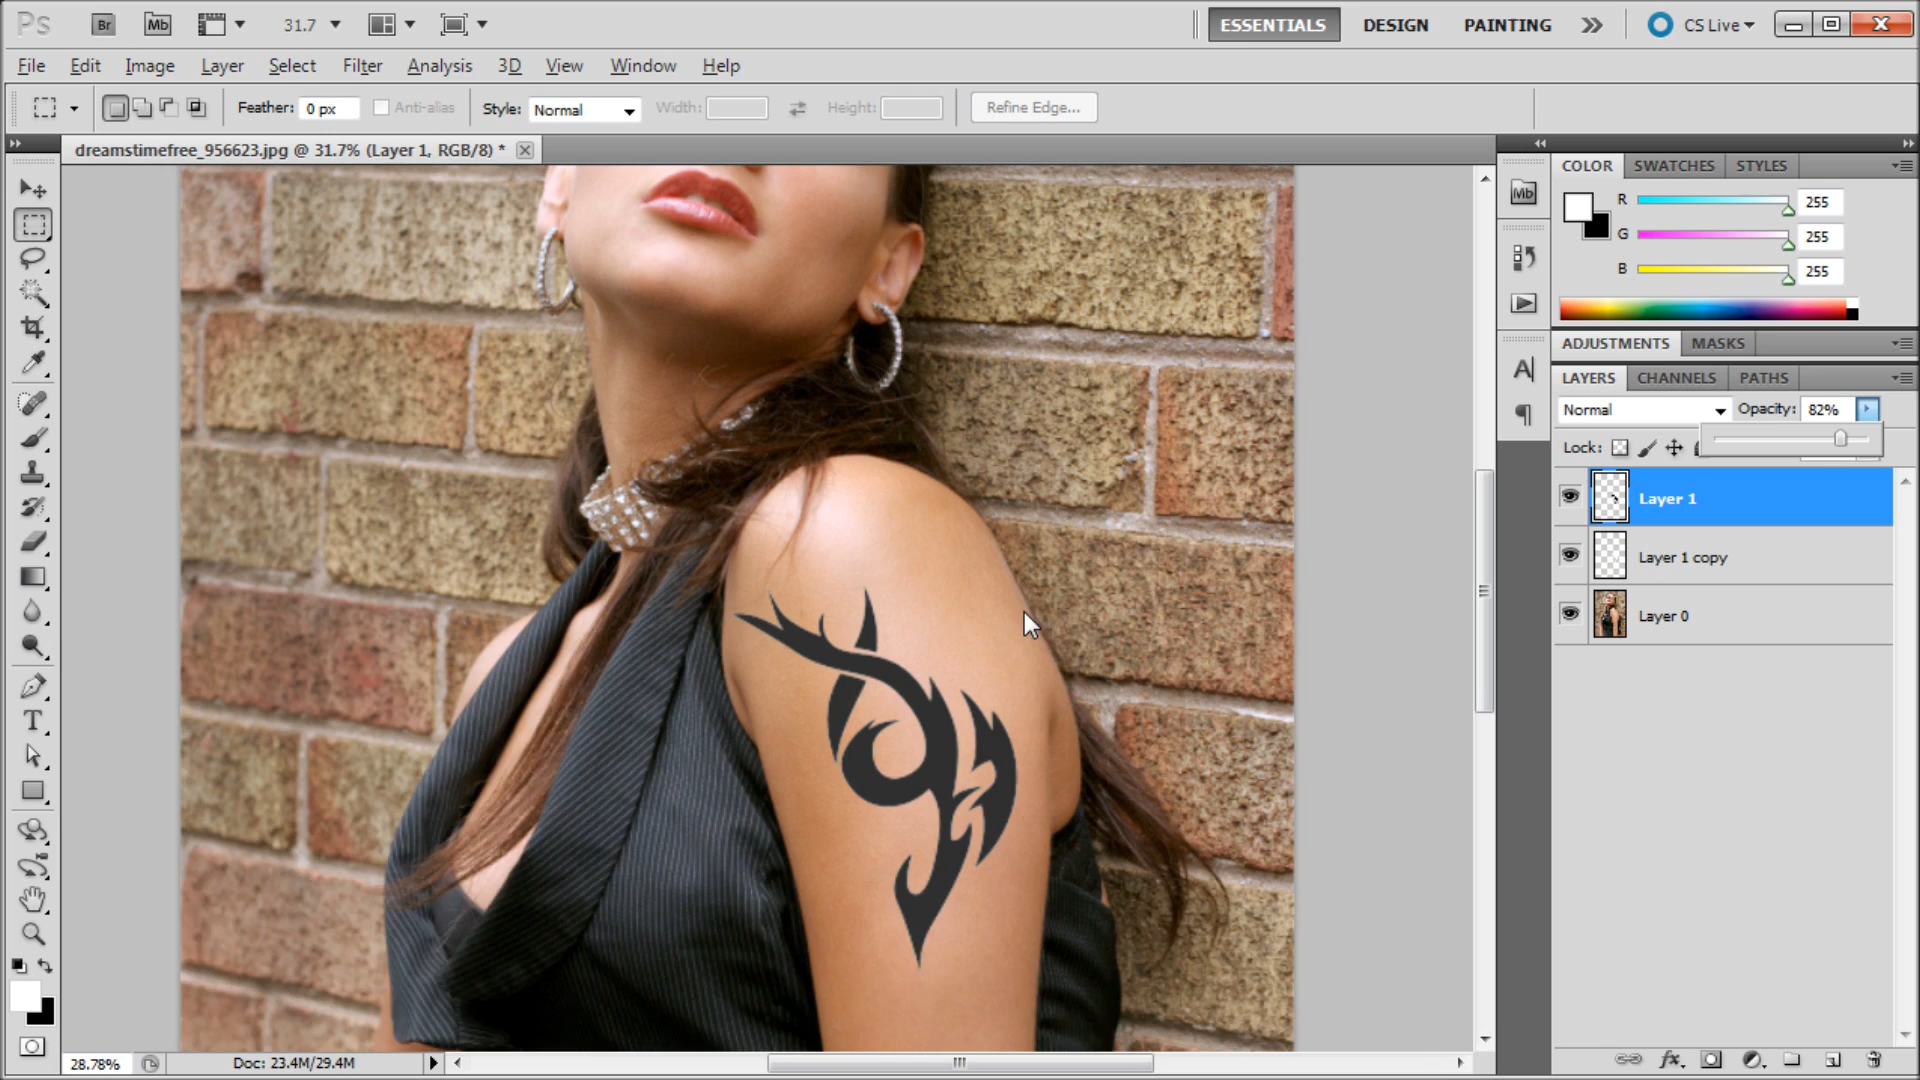 Ps Br Mb 31.7 ESSENTIALS DESIGN PAINTING CS Live
File Edit Image Layer Select Filter Analysis 3D View Window Help
Feather: 0 px Anti-alias Style: Normal Width: Height: Refine Edge...
dreamstimefree_956623.jpg @ 31.7% (Layer 1, RGB/8) *
COLOR SWATCHES STYLES
Mb
R 255
G 255
B 255
ADJUSTMENTS MASKS
LAYERS CHANNELS PATHS
Normal Opacity: 82%
Lock:
Layer 1
Layer 1 copy
Layer 0
28.78% Doc: 23.4M/29.4M